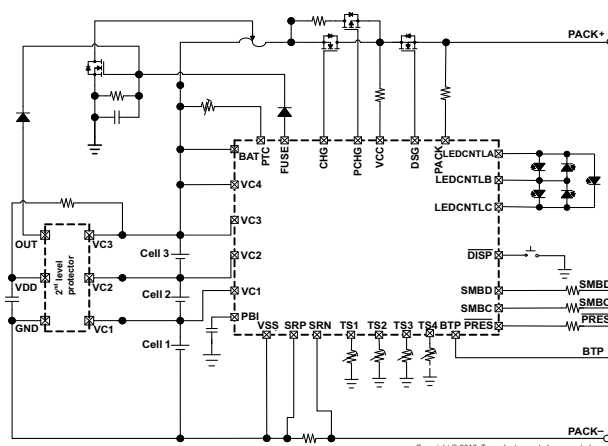 PACK+
BAT
PTC
FUSE
CHG
PCHG
VCC
DSG
PACK
LEDCNTLA
LEDCNTLB
LEDCNTLC
VC4
VC3
VC2
VC1
PBI
DISP
SMBD
SMBC
PRES
SMBD
SMBC
PRES
VSS
SRP
SRN
TS1
TS2
TS3
TS4
BTP
BTP
OUT
VDD
GND
2nd level
protector
VC3
VC2
VC1
Cell 3
Cell 2
Cell 1
PACK–